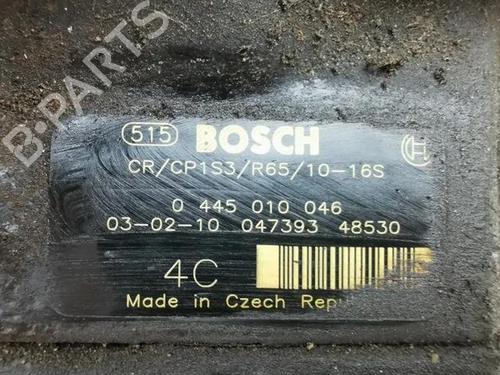 B-PARTS
515 BOSCH
CR/CP1S3/R65/10-16S
0 445 010 046
03-02-10 047393 48530
4C
Made in Czech Repu